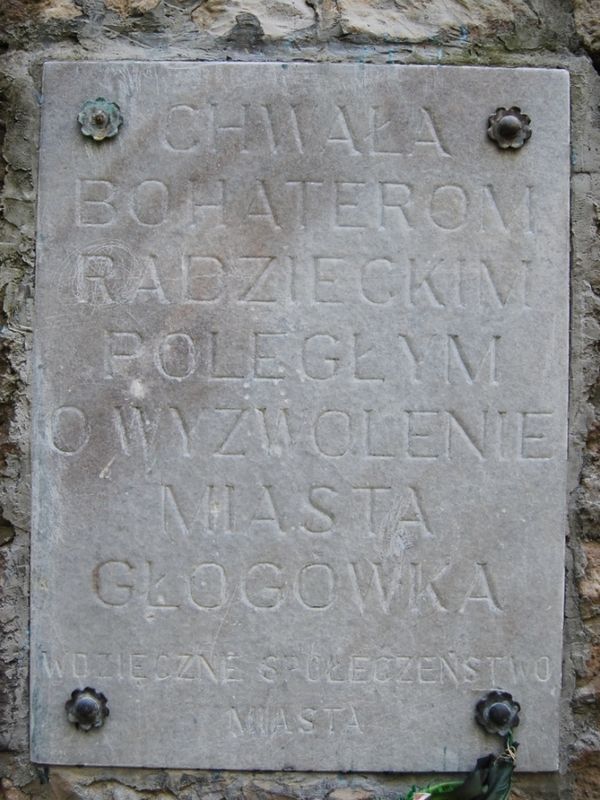 CHWAŁA
BOHATEROM
RADZIECKIM
POLEGŁYM
O WYZWOLENIE
MIASTA
GŁOGÓWKA
WDZIĘCZNE SPOŁECZEŃSTWO
MIASTA